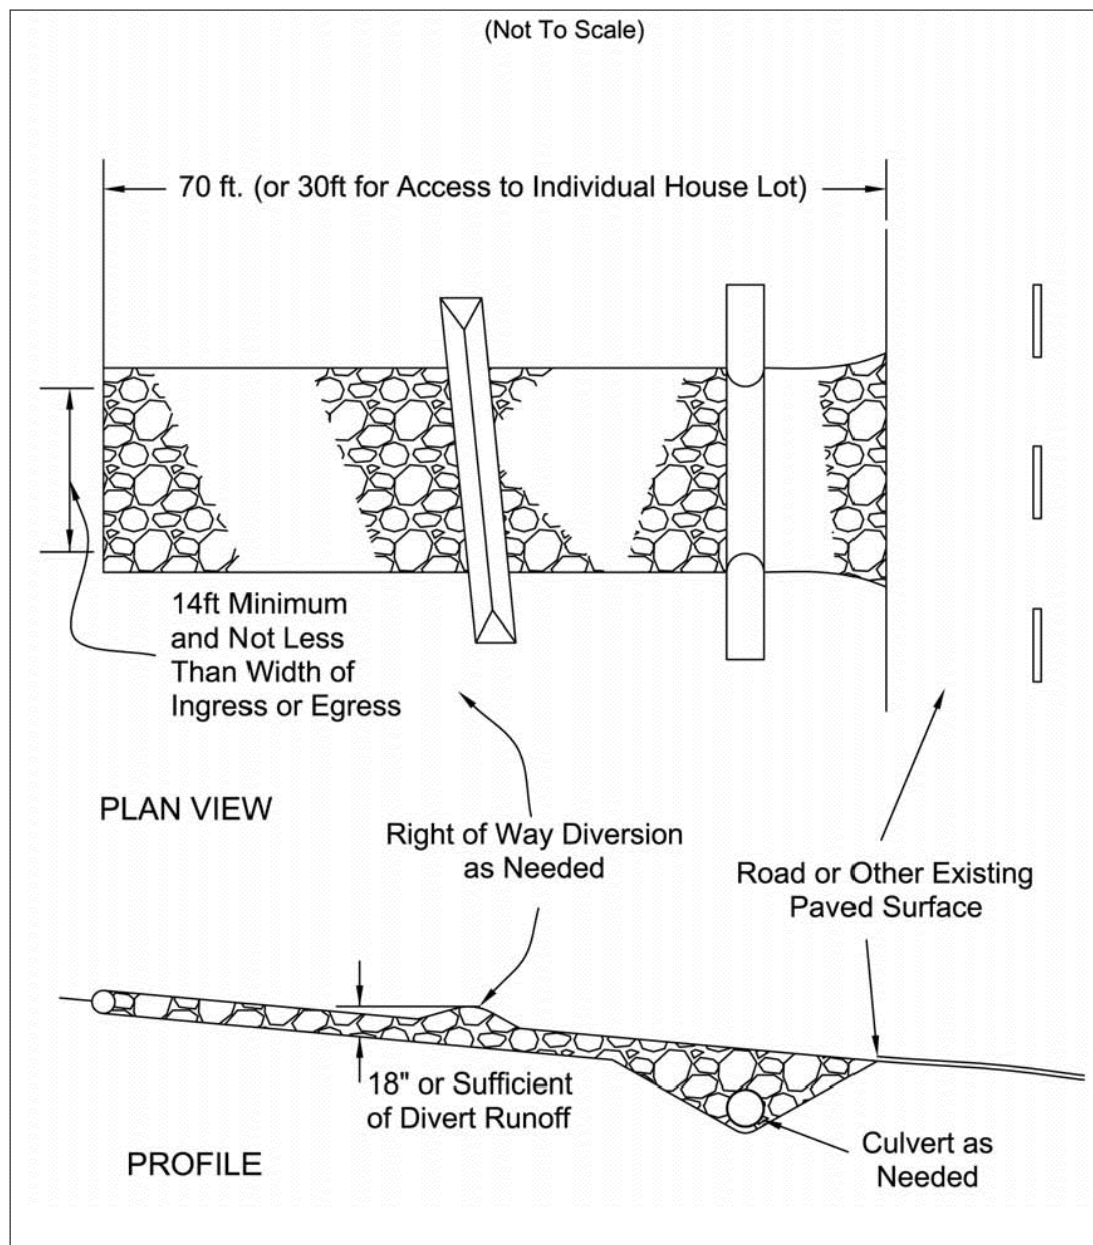 (Not To Scale)
70 ft. (or 30ft for Access to Individual House Lot)
14ft Minimum
and Not Less
Than Width of
Ingress or Egress
PLAN VIEW
Right of Way Diversion
as Needed
Road or Other Existing
Paved Surface
18" or Sufficient
of Divert Runoff
Culvert as
Needed
PROFILE